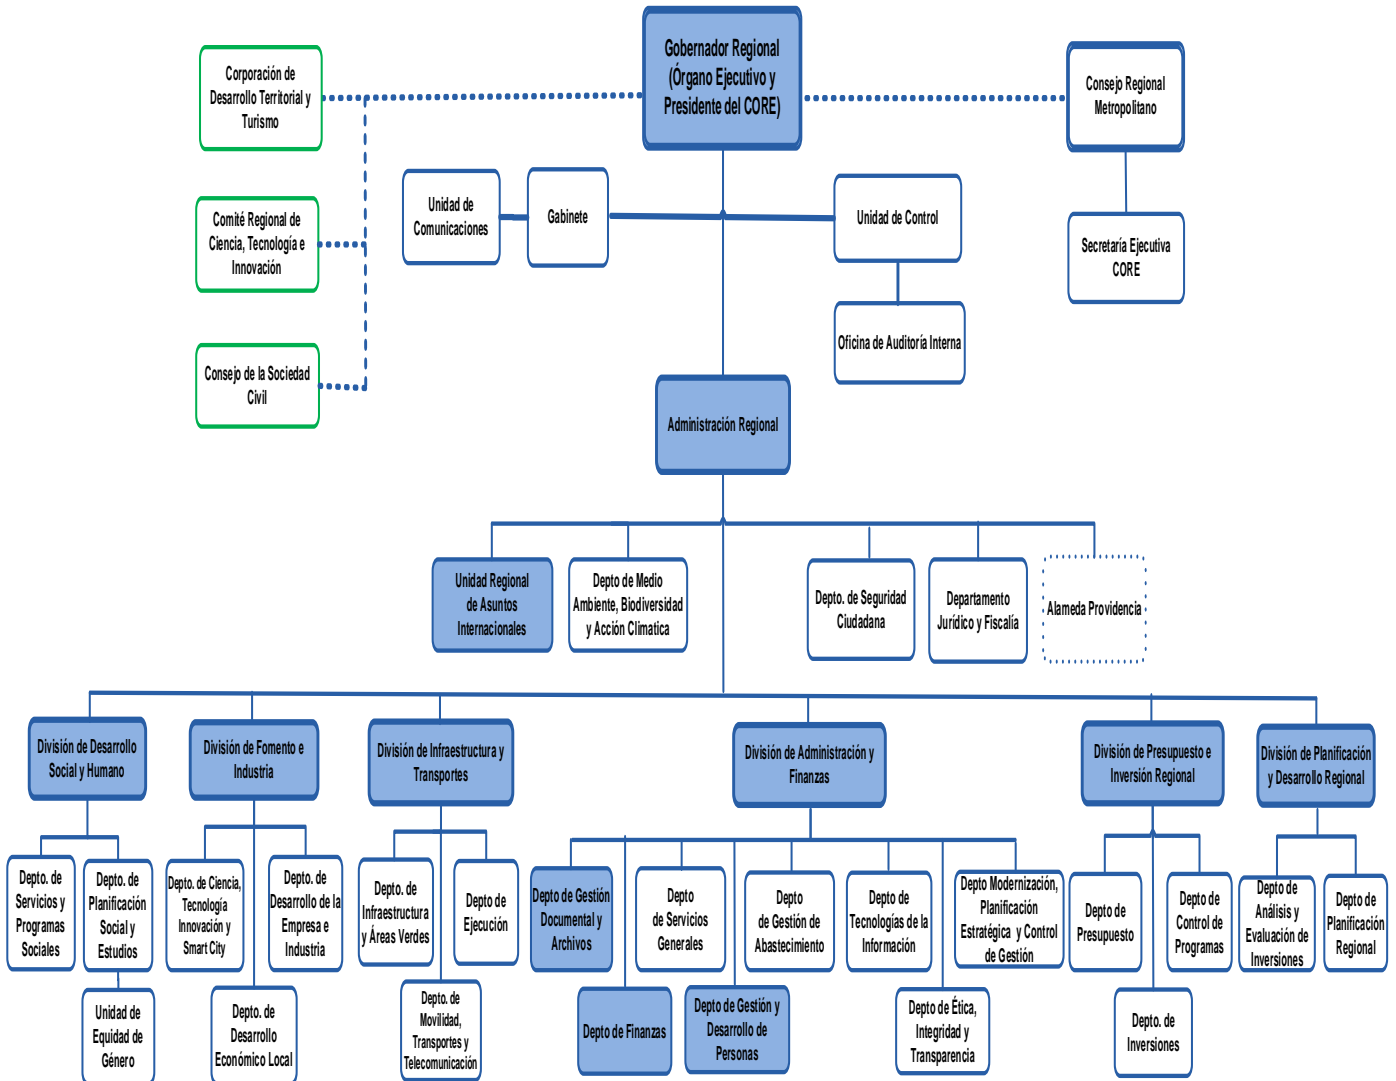 Gobernador Regional
(Órgano Ejecutivo y
Presidente del CORE)
Corporación de
Desarrollo Territorial y
Turismo
Consejo Regional
Metropolitano
Comité Regional de
Ciencia, Tecnología e
Innovación
Unidad de
Comunicaciones
Gabinete
Unidad de Control
Secretaría Ejecutiva
CORE
Oficina de Auditoría Interna
Consejo de la Sociedad
Civil
Administración Regional
Unidad Regional
de Asuntos
Internacionales
Depto de Medio
Ambiente, Biodiversidad
y Acción Climatica
Depto. de Seguridad
Ciudadana
Departamento
Jurídico y Fiscalía
Alameda Providencia
División de Desarrollo
Social y Humano
División de Fomento e
Industria
División de Infraestructura y
Transportes
División de Administración y
Finanzas
División de Presupuesto e
Inversión Regional
División de Planificación
y Desarrollo Regional
Depto. de
Servicios y
Programas
Sociales
Depto. de
Planificación
Social y
Estudios
Depto. de Ciencia,
Tecnología
Innovación y
Smart City
Depto. de
Desarrollo de la
Empresa e
Industria
Depto. de
Infraestructura
y Áreas Verdes
Depto de
Ejecución
Depto de Gestión
Documental y
Archivos
Depto
de Servicios
Generales
Depto
de Gestión de
Abastecimiento
Depto de
Tecnologías de la
Información
Depto Modernización,
Planificación
Estratégica y Control
de Gestión
Depto de
Presupuesto
Depto de
Control de
Programas
Depto de
Análisis y
Evaluación de
Inversiones
Depto de
Planificación
Regional
Unidad de
Equidad de
Género
Depto. de
Desarrollo
Económico Local
Depto. de
Movilidad,
Transportes y
Telecomunicación
Depto de Finanzas
Depto de Gestión y
Desarrollo de
Personas
Depto de Ética,
Integridad y
Transparencia
Depto. de
Inversiones